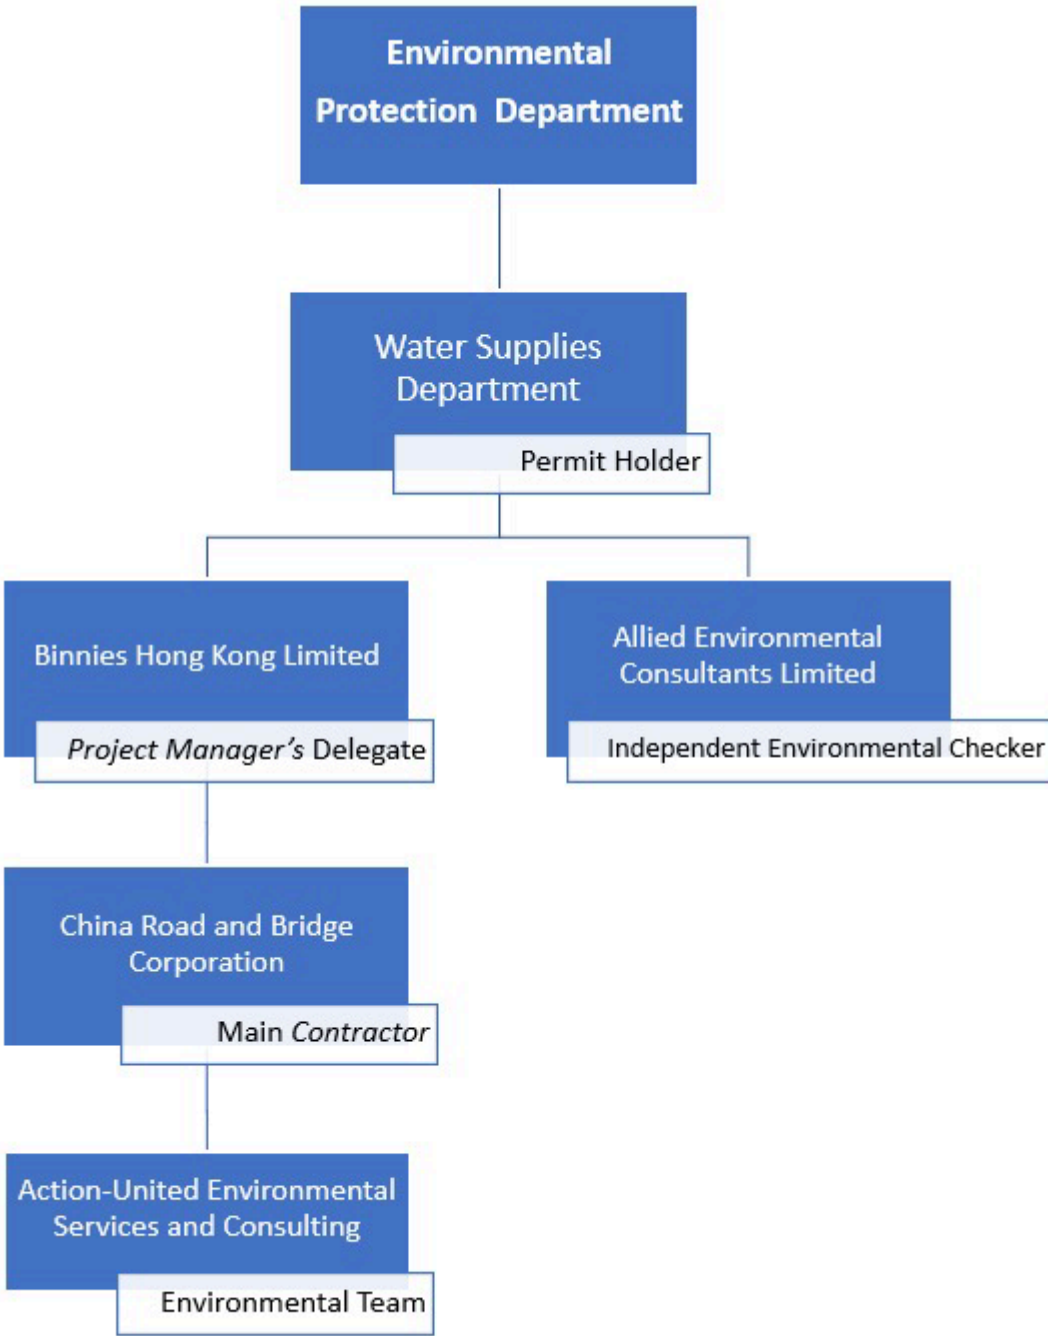 Environmental
Protection Department
Water Supplies
Department
Permit Holder
Binnies Hong Kong Limited
Project Manager’s Delegate
Allied Environmental
Consultants Limited
Independent Environmental Checker
China Road and Bridge
Corporation
Main Contractor
Action-United Environmental
Services and Consulting
Environmental Team